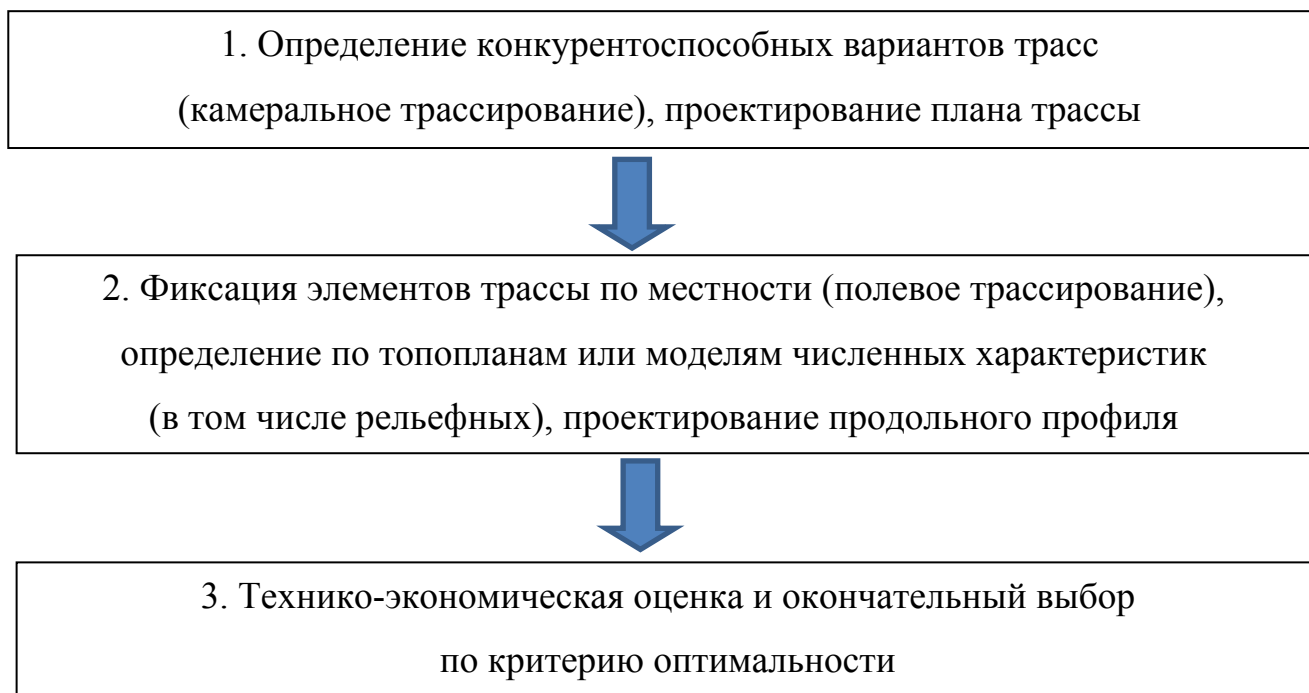 1. Определение конкурентоспособных вариантов трасс
(камеральное трассирование), проектирование плана трассы
2. Фиксация элементов трассы по местности (полевое трассирование),
определение по топопланам или моделям численных характеристик
(в том числе рельефных), проектирование продольного профиля
3. Технико-экономическая оценка и окончательный выбор
по критерию оптимальности